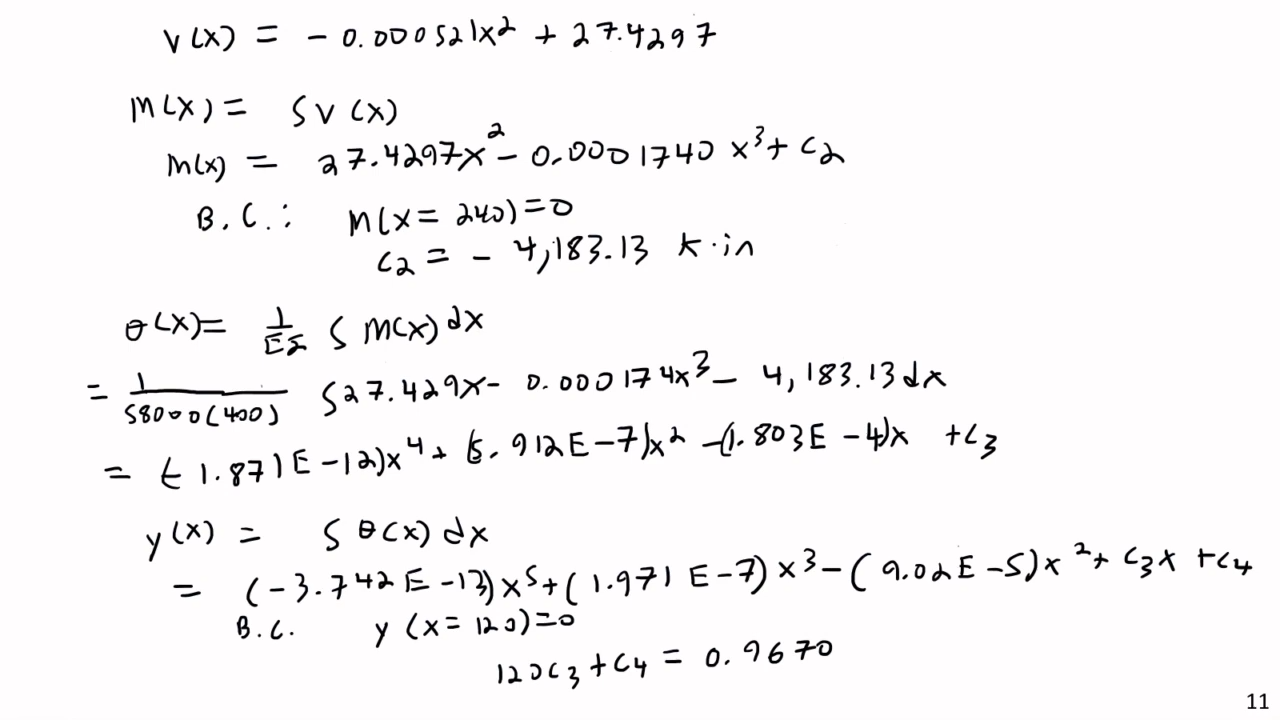 V(X) = - 0.000521x² + 27.4297
M(X) = ∫ V (X)
M(x) = 27.4297x² - 0.0001740 x³ + C2
B.C.: M(X = 240) = 0
C2 = - 4,183.13 k·in
θ(X) = 1/EI ∫ M(X) dX
= 1/58000(400) ∫ 27.429x - 0.000174x³ - 4,183.13 dx
= (-1.871E-12)x⁴ + (5.912E-7)x² - (1.803E-4)x + C3
y(X) = ∫ θ(X) dX
= (-3.742E-13)x⁵ + (1.971E-7)x³ - (9.02E-5)x² + C3x + C4
B.C. y (X = 120) = 0
120C3 + C4 = 0.9670
11